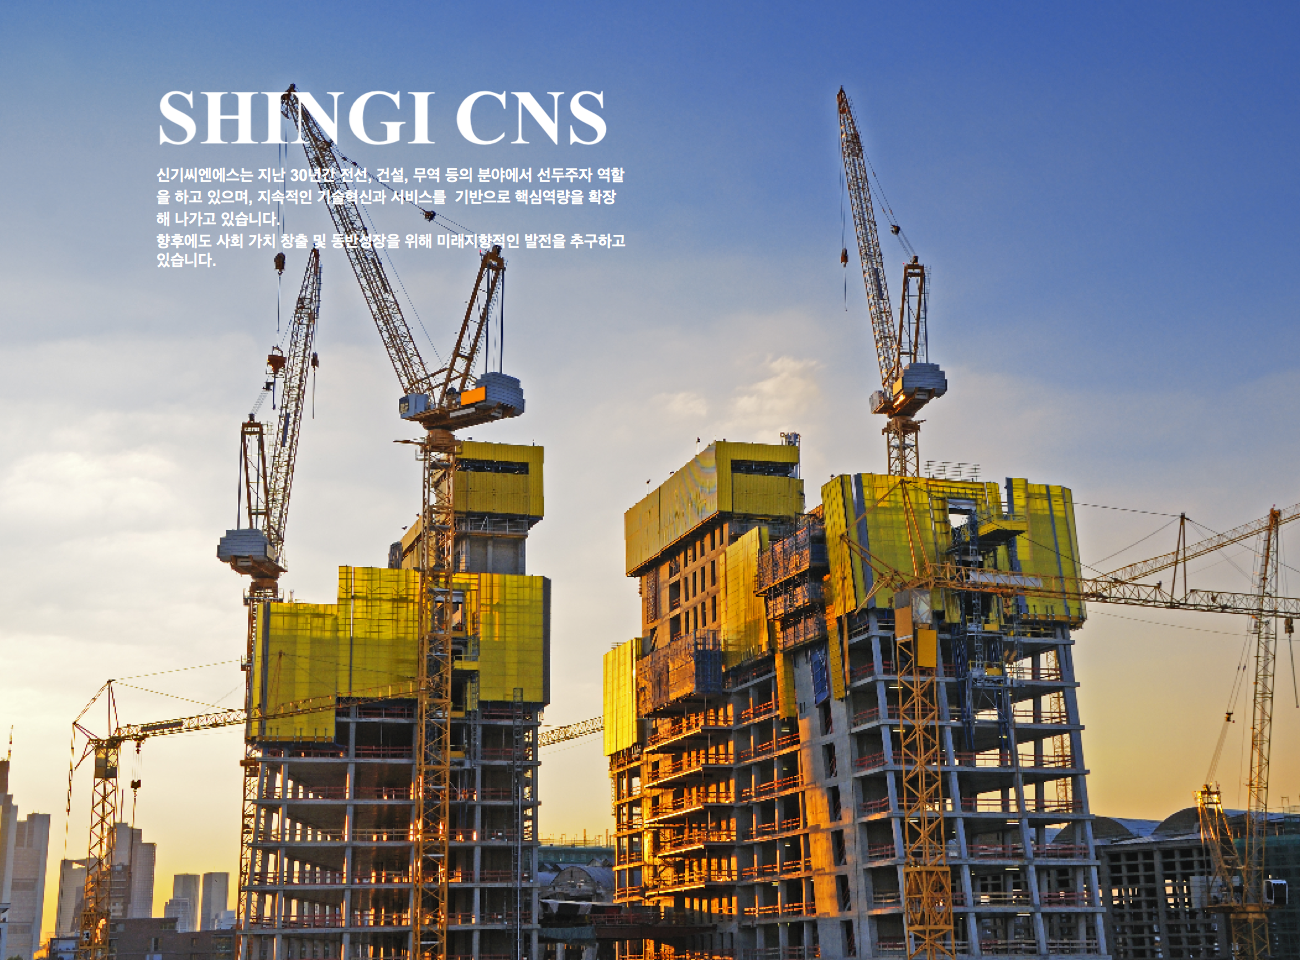 SHINGI CNS
신기씨엔에스는 지난 30년간 전선, 건설, 무역 등의 분야에서 선두주자 역할
을 하고 있으며, 지속적인 기술혁신과 서비스를  기반으로 핵심역량을 확장
해 나가고 있습니다.
향후에도 사회 가치 창출 및 동반성장을 위해 미래지향적인 발전을 추구하고
있습니다.